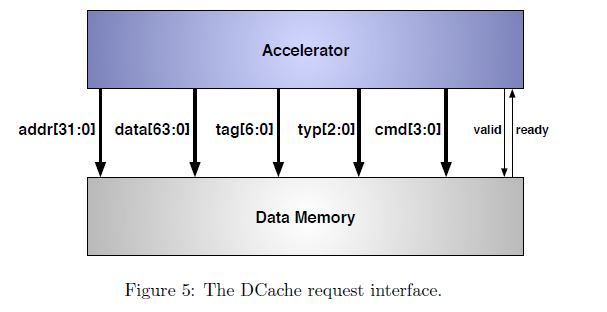 Accelerator
addr[31:0] data[63:0] tag[6:0] typ[2:0] cmd[3:0] valid ready
Data Memory
Figure 5: The DCache request interface.